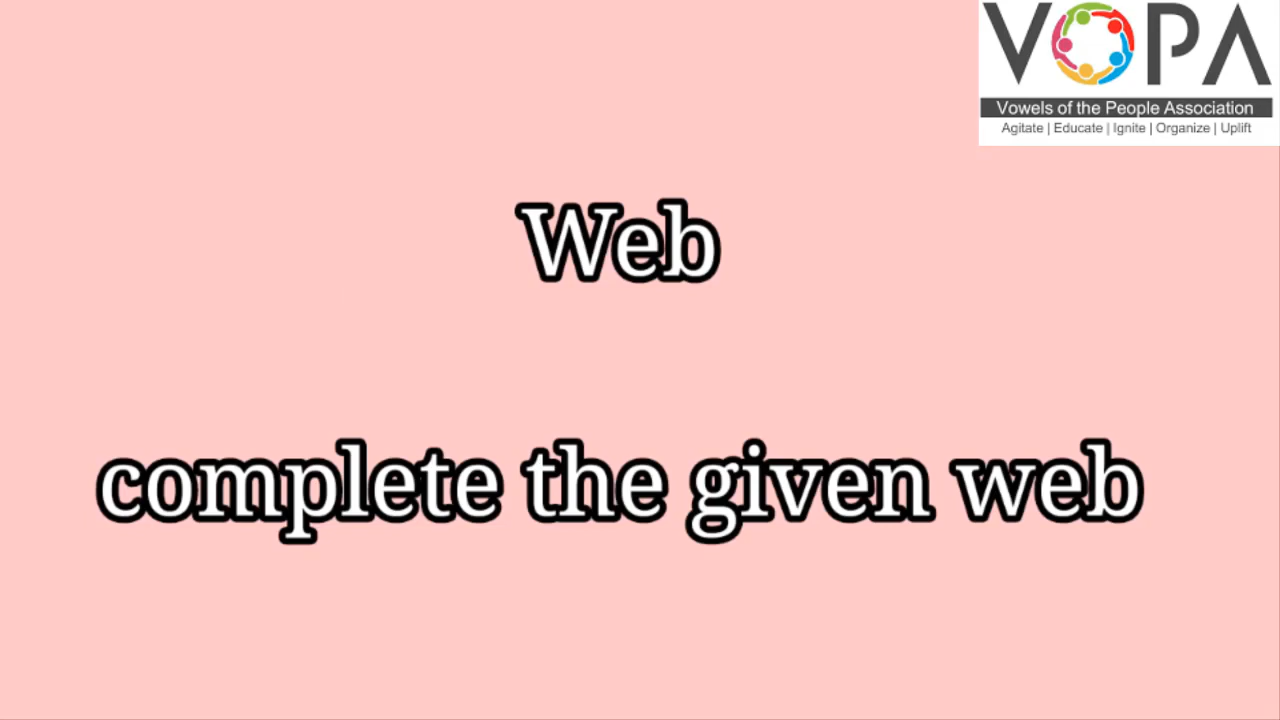 VOPA
Vowels of the People Association
Agitate | Educate | Ignite | Organize | Uplift
Web
complete the given web